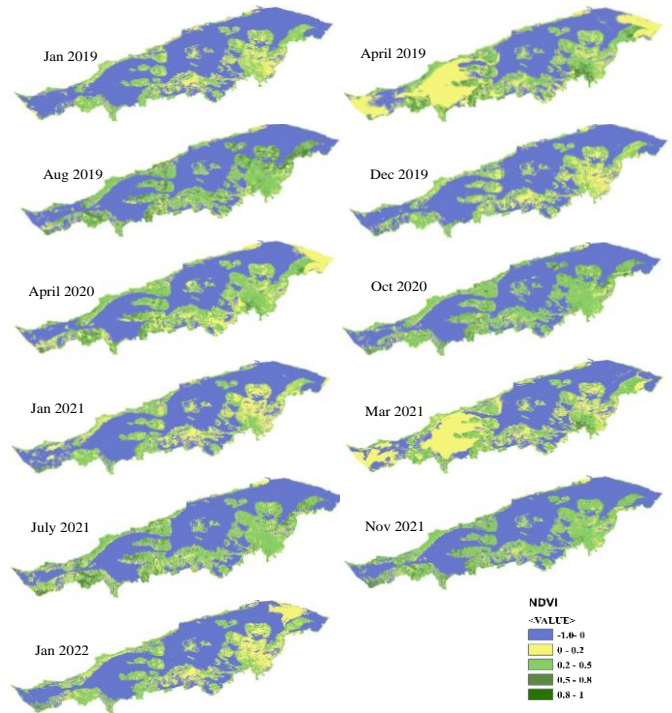 Jan 2019
April 2019
Aug 2019
Dec 2019
April 2020
Oct 2020
Jan 2021
Mar 2021
July 2021
Nov 2021
Jan 2022
NDVI
<VALUE>
-1.0- 0
0 - 0.2
0.2 - 0.5
0.5 - 0.8
0.8 - 1